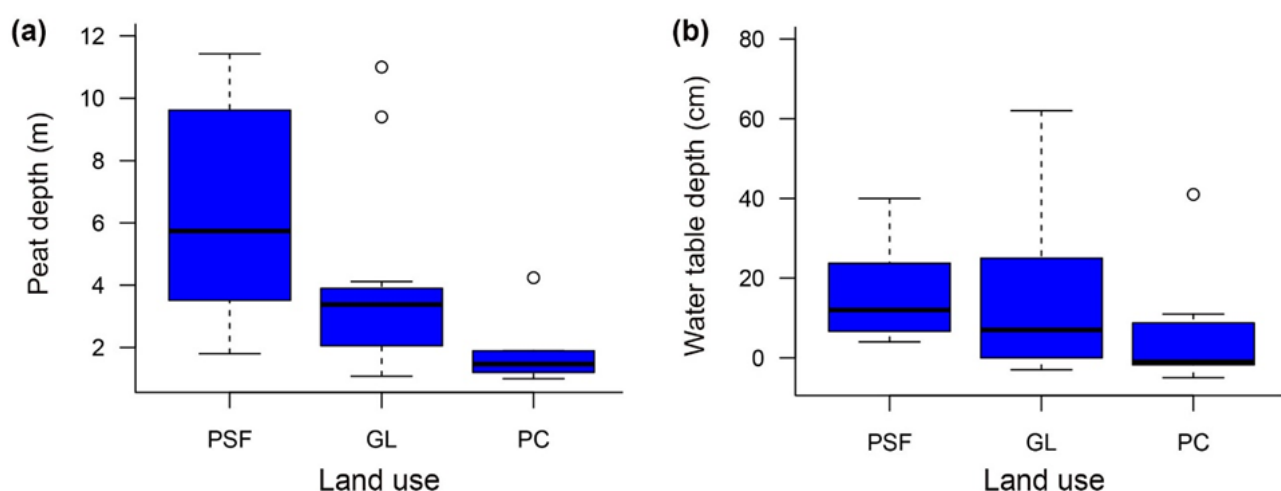 (a)
Peat depth (m)
12
10
8
6
4
2
PSF GL PC
Land use
(b)
Water table depth (cm)
80
60
40
20
0
PSF GL PC
Land use